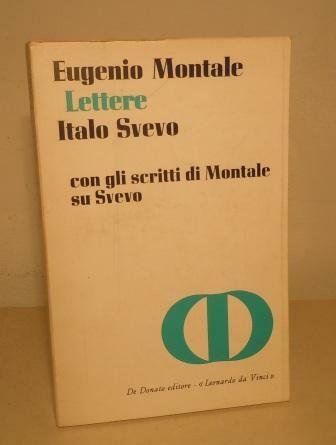 Eugenio Montale
Lettere
Italo Svevo
con gli scritti di Montale
su Svevo
De Donato editore - «Leonardo da Vinci»